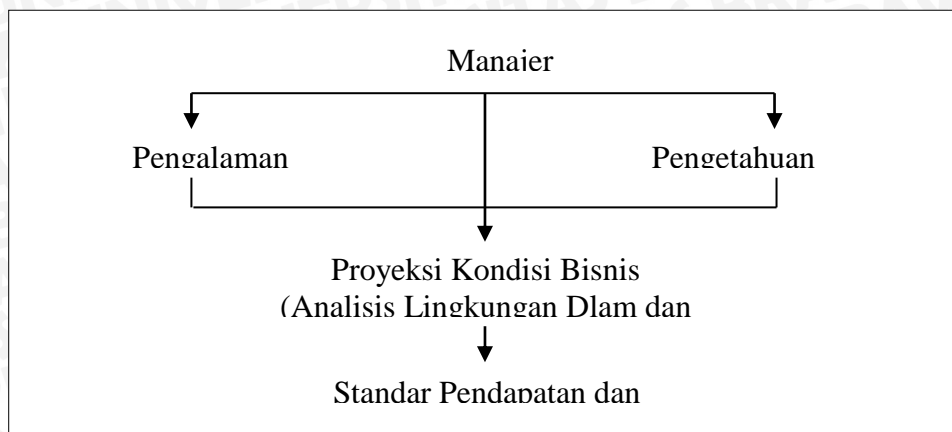 Manajer
Pengalaman
Pengetahuan
Proyeksi Kondisi Bisnis
(Analisis Lingkungan Dlam dan
Standar Pendapatan dan